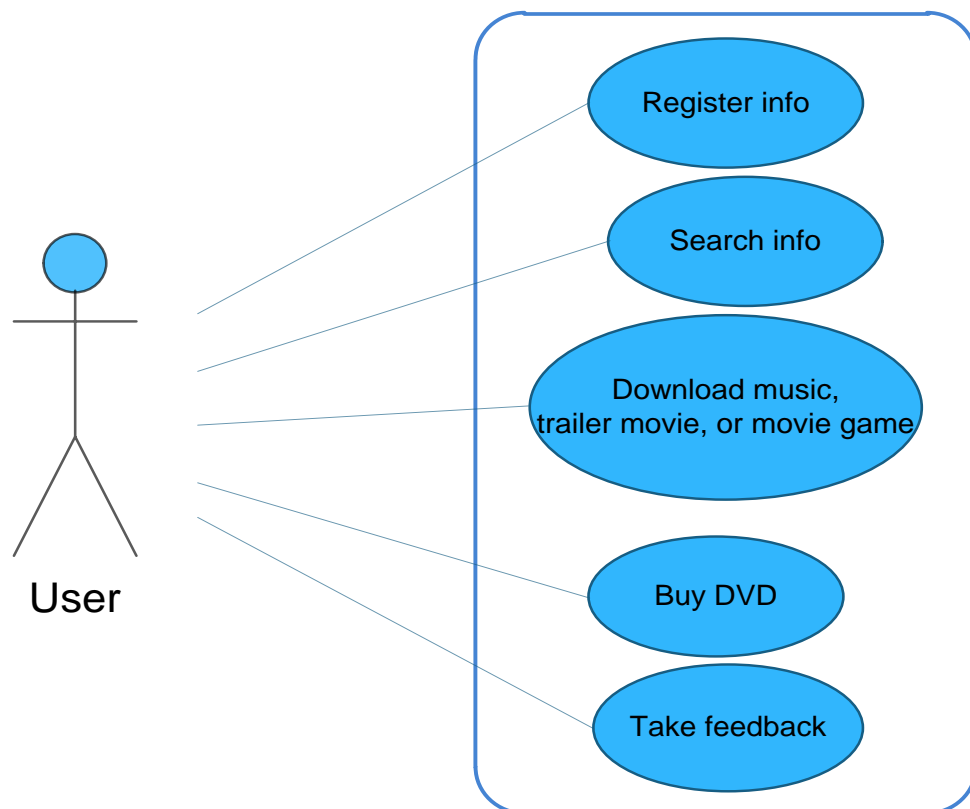 Register info
Search info
Download music,
trailer movie, or movie game
Buy DVD
User
Take feedback